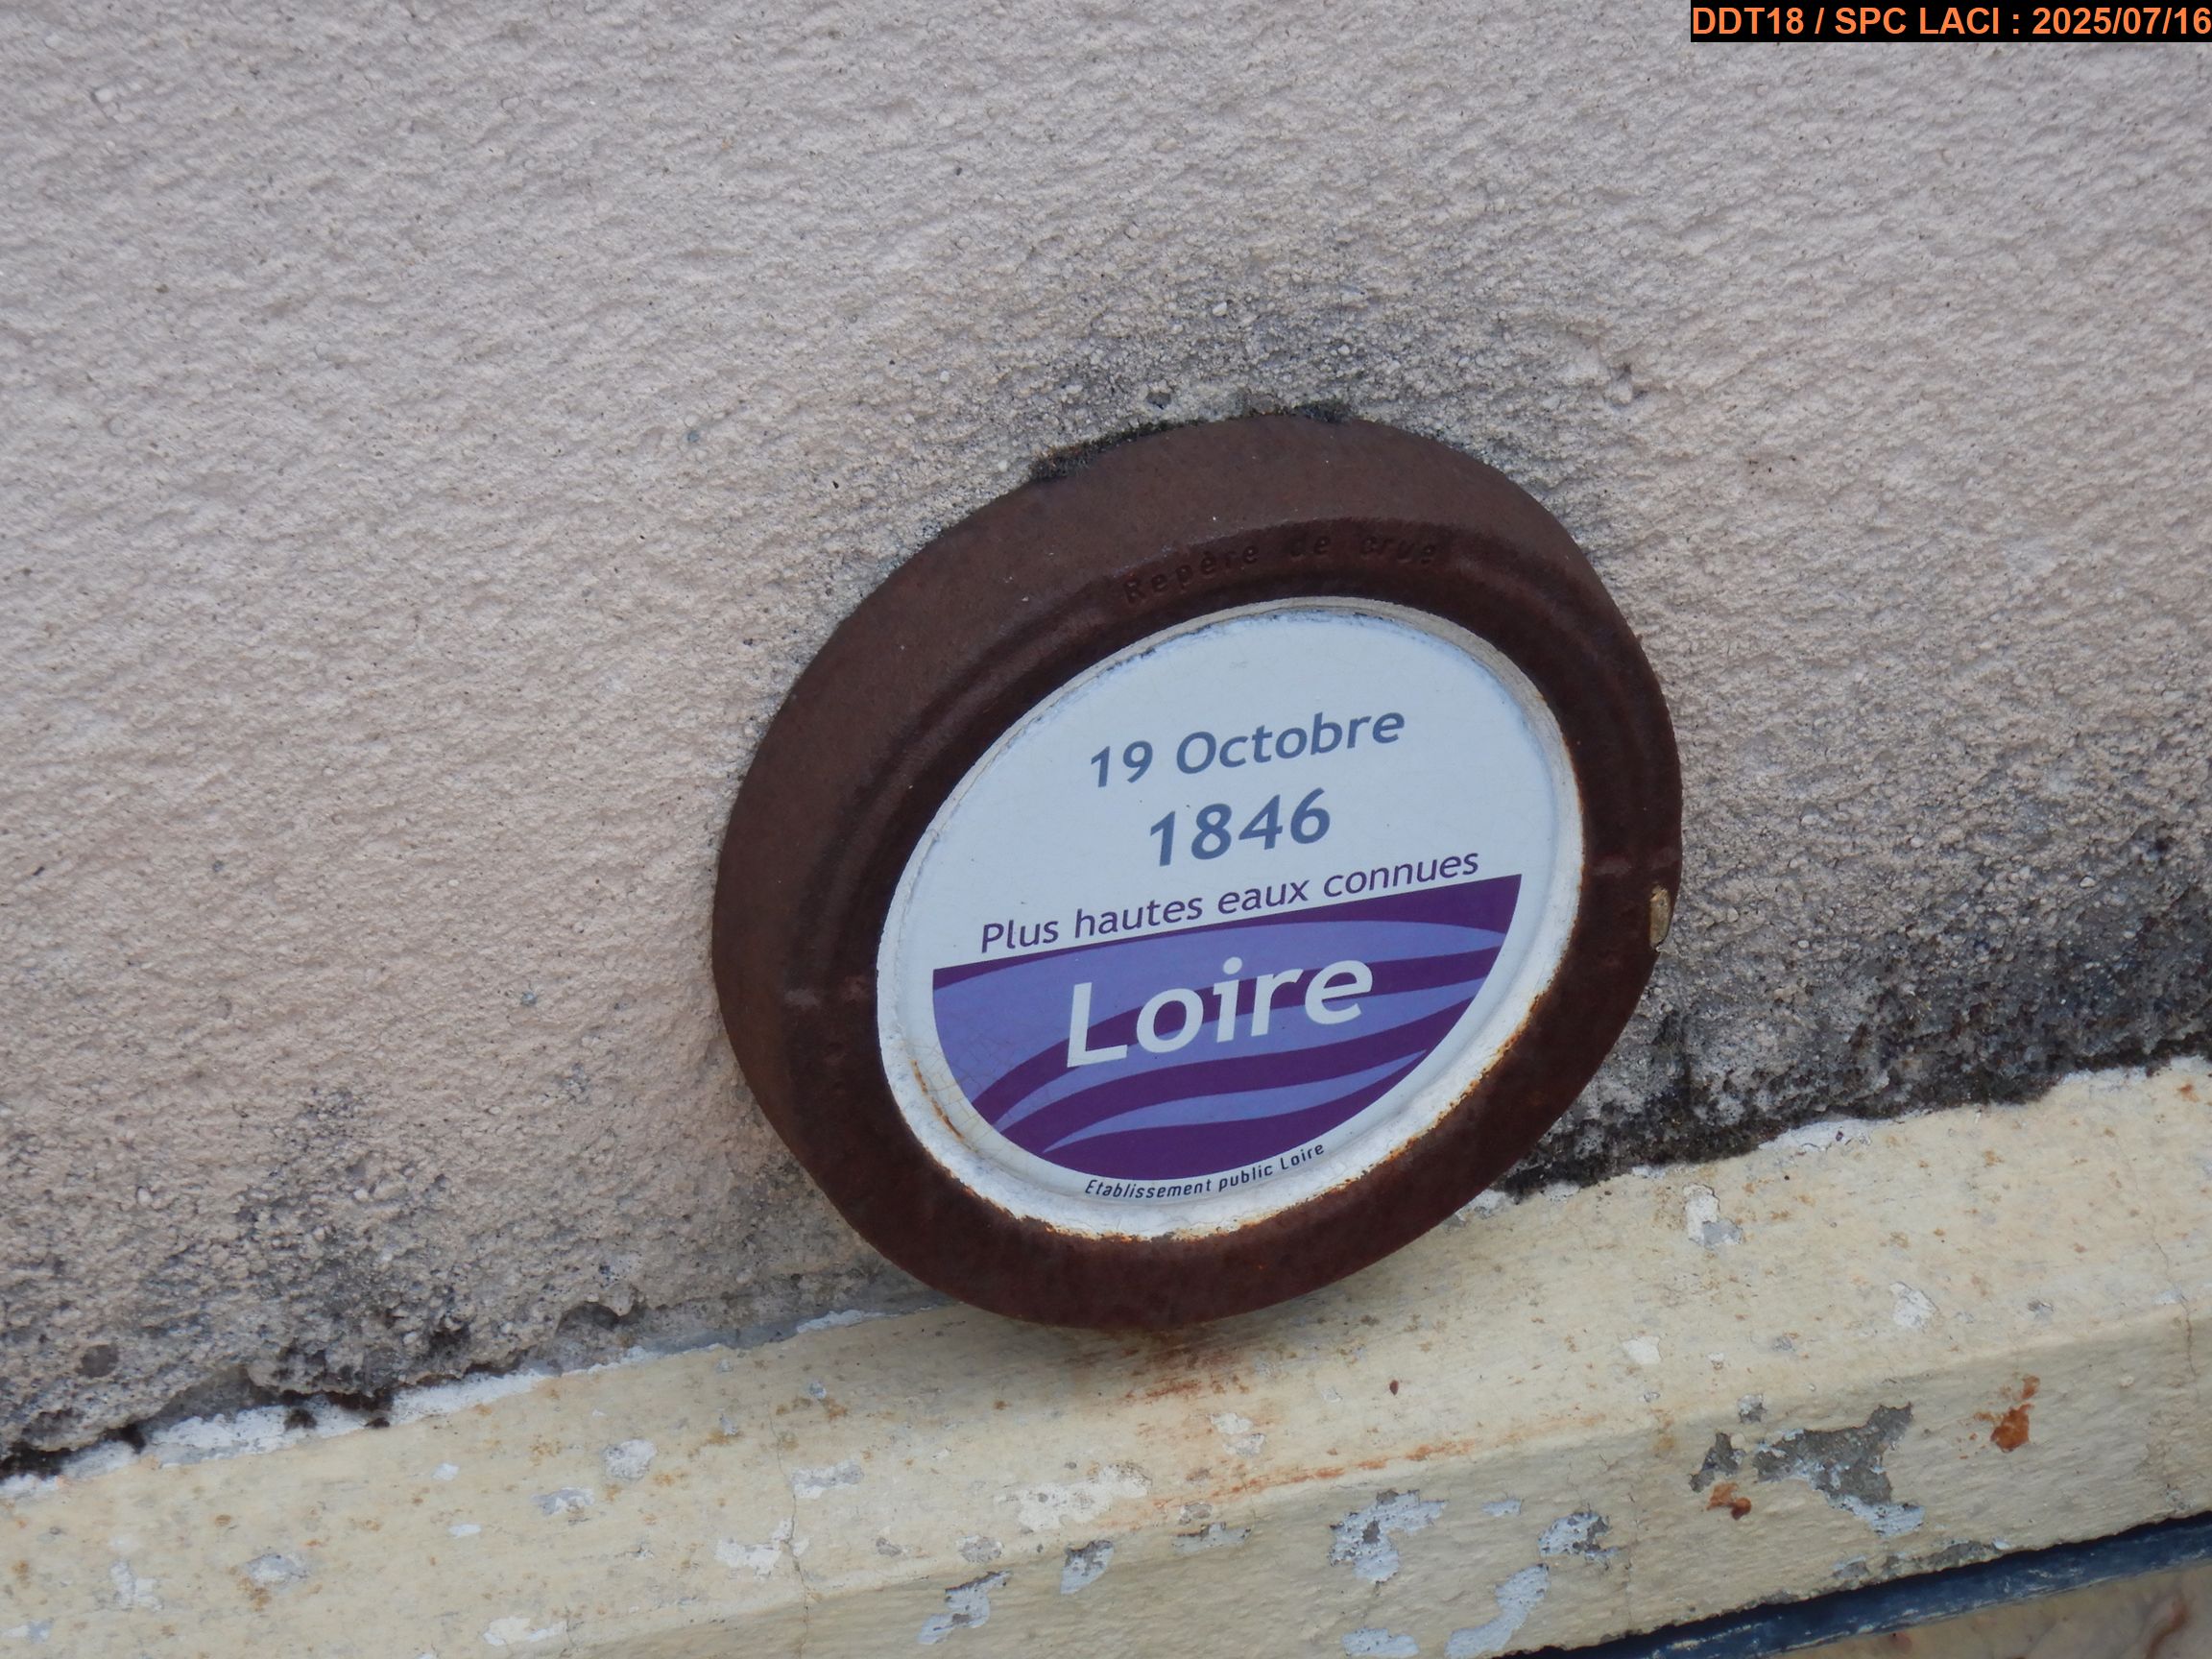 DDT18 / SPC LACI : 2025/07/16
Repère de crue
19 Octobre
1846
Plus hautes eaux connues
Loire
Etablissement public Loire